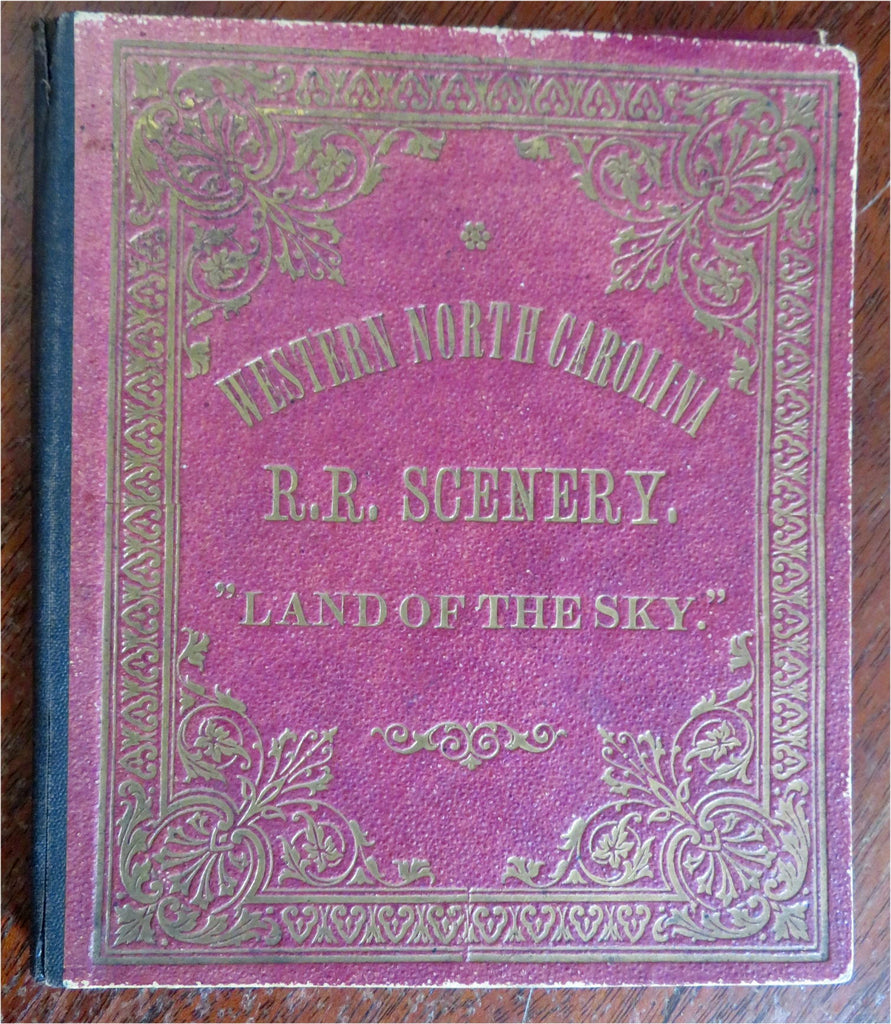 WESTERN NORTH CAROLINA
R.R. SCENERY.
"LAND OF THE SKY."